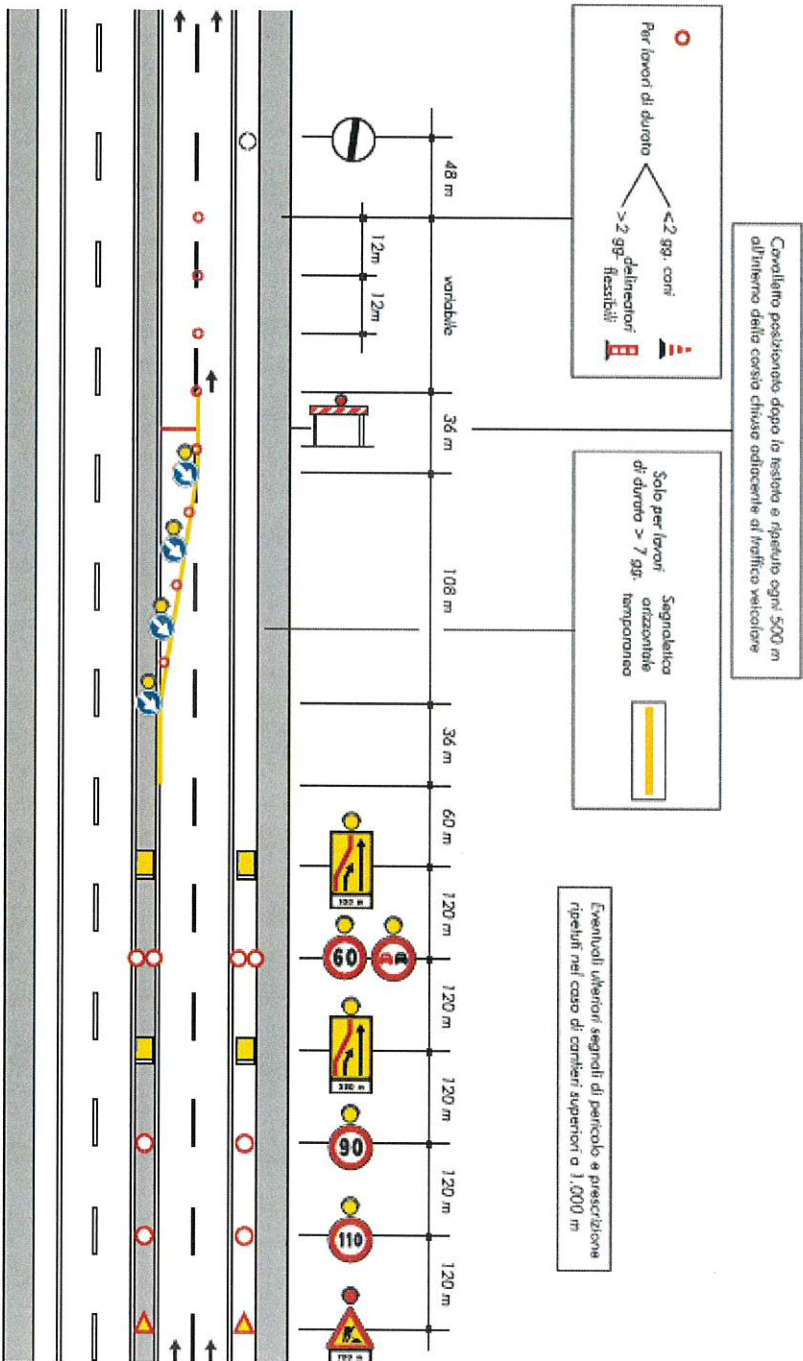 Cavalletto posizionato dopo la testata e ripetuto ogni 500 m
all'interno della corsia chiusa adiacente al traffico veicolare
Per lavori di durata
<2 gg. coni
>2 gg. delineatori
flessibili
Solo per lavori
di durata > 7 gg.
Segnaletica
orizzontale
temporanea
Eventuali ulteriori segnali di pericolo e prescrizione
ripetuti nel caso di cantieri superiori a 1.000 m
48 m
variabile
36 m
108 m
36 m
60 m
120 m
120 m
120 m
120 m
120 m
12m
12m
100 m
60
90
110